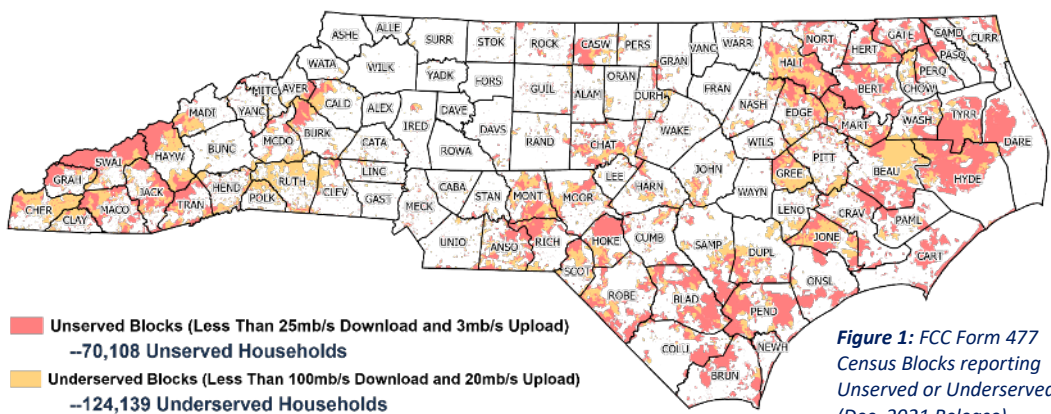 ASHE ALLE SURR STOK ROCK CASW PERS VANC WARR NORT HERT GATE CAMD CURR
WATA WILK YADK FORS GUIL ALAM ORAN DURH GRAN FRAN HALI BERT CHOW PERQ PASQ
MITC AVER YANC MADI CALD ALEX IRED DAVE DAVS RAND CHAT WAKE NASH EDGE MART WASH TYRR DARE
SWAI HAYW BUNC MCDO BURK CATA ROWA LINC LEE JOHN WILS PITT BEAU HYDE
GRAH JACK HEND RUTH CLEV GAST CABA STAN MONT MOOR HARN WAYN GREE LENO CRAV PAML
CHER CLAY MACO TRAN POLK MECK UNIO ANSO RICH HOKE CUMB SAMP DUPL JONE CART
SCOT ROBE BLAD PEND ONSL
COLU BRUN NEWH
Unserved Blocks (Less Than 25mb/s Download and 3mb/s Upload)
--70,108 Unserved Households
Underserved Blocks (Less Than 100mb/s Download and 20mb/s Upload)
--124,139 Underserved Households
Figure 1: FCC Form 477
Census Blocks reporting
Unserved or Underserved
(Dec. 2021 Release)